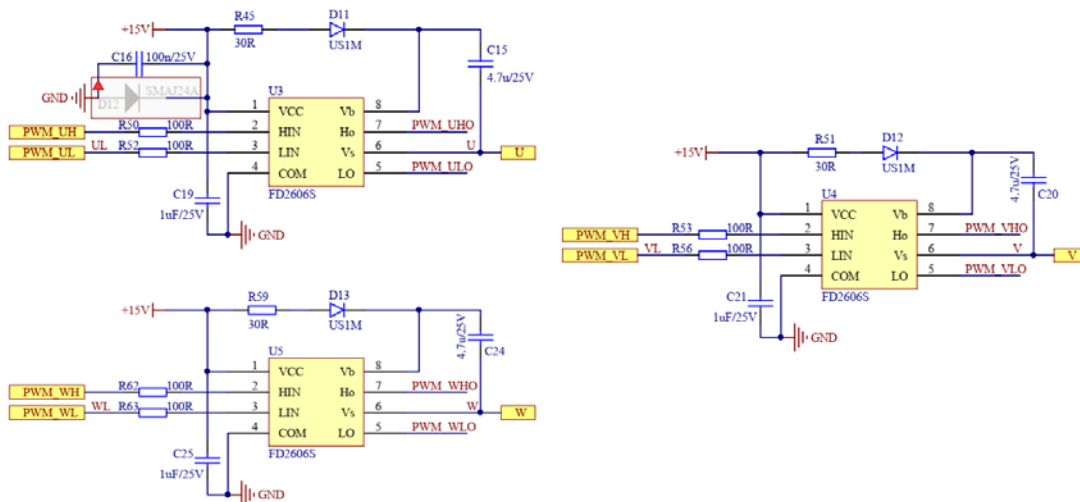 R45
D11
+15V
30R
US1M
C16
100n/25V
C15
4.7u/25V
GND
SMAJ24A
D12
U3
1 VCC Vb 8
PWM_UH R50 100R 2 HIN Ho 7 PWM_UHO
PWM_UL UL R52 100R 3 LIN Vs 6 U U
4 COM LO 5 PWM_ULO
FD2606S
C19
1uF/25V
GND
R51
D12
+15V
30R
US1M
4.7u/25V
C20
U4
1 VCC Vb 8
PWM_VH R53 100R 2 HIN Ho 7 PWM_VHO
PWM_VL VL R56 100R 3 LIN Vs 6 V V
4 COM LO 5 PWM_VLO
FD2606S
C21
1uF/25V
GND
R59
D13
+15V
30R
US1M
4.7u/25V
C24
U5
1 VCC Vb 8
PWM_WH R62 100R 2 HIN Ho 7 PWM_WHO
PWM_WL WL R63 100R 3 LIN Vs 6 W W
4 COM LO 5 PWM_WLO
FD2606S
C25
1uF/25V
GND